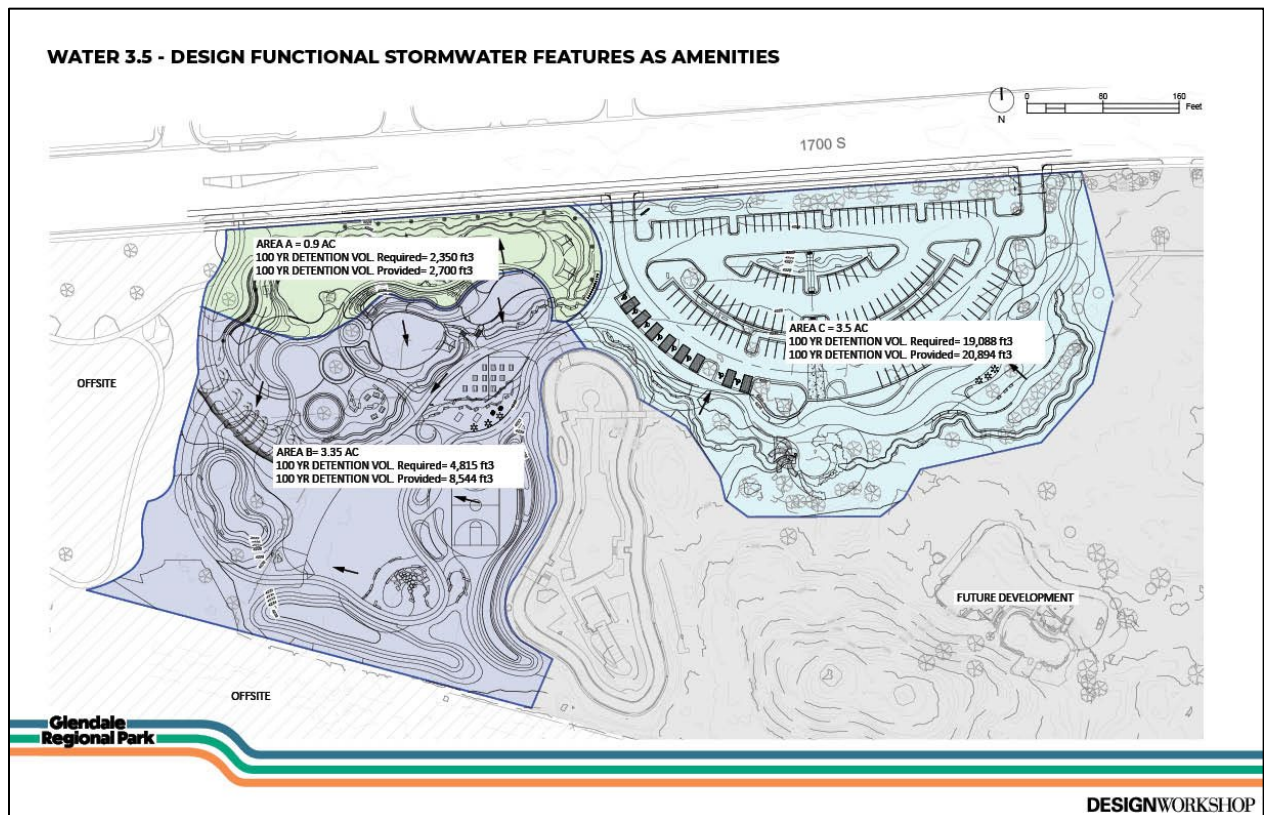 WATER 3.5 - DESIGN FUNCTIONAL STORMWATER FEATURES AS AMENITIES
N
0 80 160
Feet
1700 S
AREA A = 0.9 AC
100 YR DETENTION VOL. Required= 2,350 ft3
100 YR DETENTION VOL. Provided= 2,700 ft3
AREA C = 3.5 AC
100 YR DETENTION VOL. Required= 19,088 ft3
100 YR DETENTION VOL. Provided= 20,894 ft3
OFFSITE
AREA B= 3.35 AC
100 YR DETENTION VOL. Required= 4,815 ft3
100 YR DETENTION VOL. Provided= 8,544 ft3
FUTURE DEVELOPMENT
OFFSITE
Glendale
Regional Park
DESIGNWORKSHOP